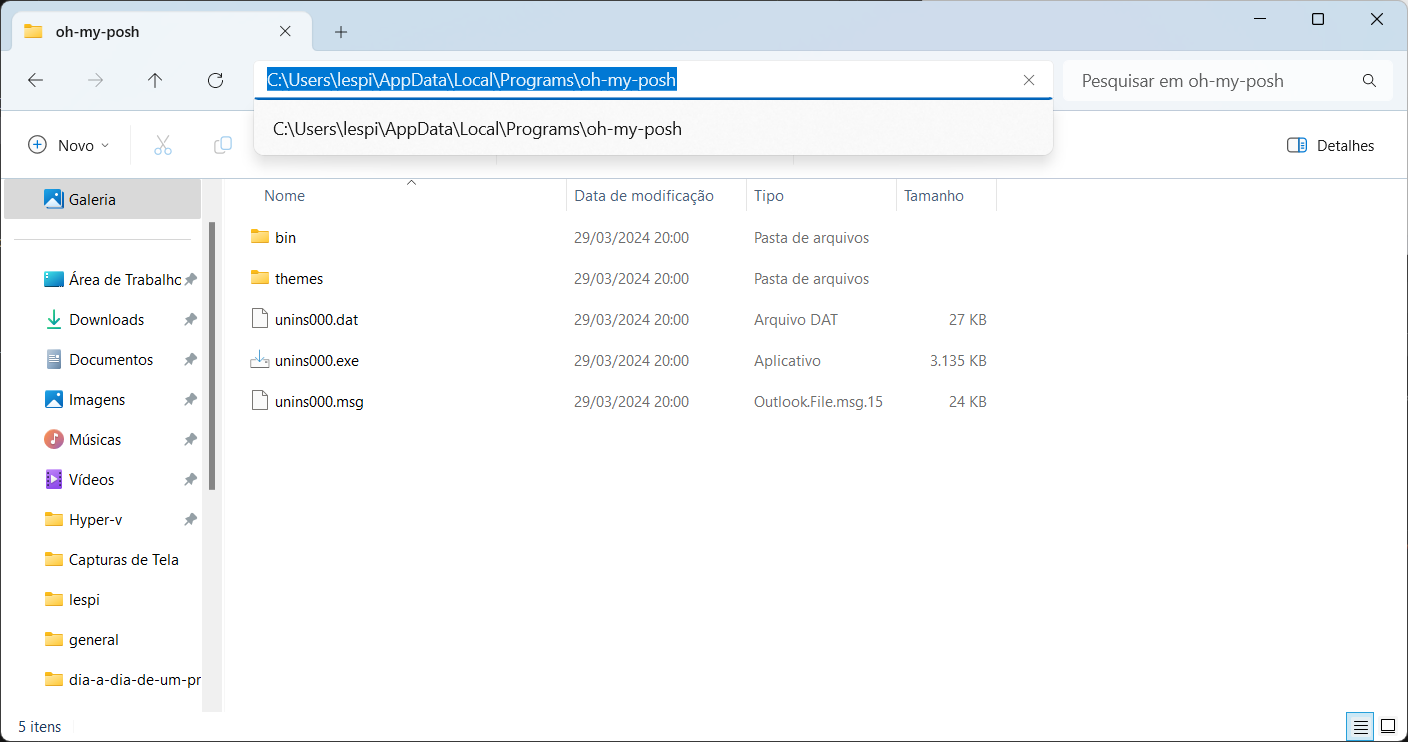 oh-my-posh
C:\Users\lespi\AppData\Local\Programs\oh-my-posh
Pesquisar em oh-my-posh
C:\Users\lespi\AppData\Local\Programs\oh-my-posh
Novo
Detalhes
Galeria
Área de Trabalho
Downloads
Documentos
Imagens
Músicas
Vídeos
Hyper-v
Capturas de Tela
lespi
general
dia-a-dia-de-um-pr
Nome Data de modificação Tipo Tamanho
bin 29/03/2024 20:00 Pasta de arquivos
themes 29/03/2024 20:00 Pasta de arquivos
unins000.dat 29/03/2024 20:00 Arquivo DAT 27 KB
unins000.exe 29/03/2024 20:00 Aplicativo 3.135 KB
unins000.msg 29/03/2024 20:00 Outlook.File.msg.15 24 KB
5 itens